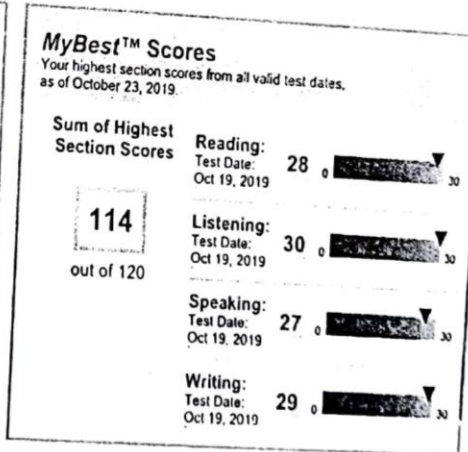 MyBest™ Scores
Your highest section scores from all valid test dates,
as of October 23, 2019.
Sum of Highest
Section Scores
114
out of 120
Reading:
Test Date:
Oct 19, 2019
28
0
30
Listening:
Test Date:
Oct 19, 2019
30
0
30
Speaking:
Test Date:
Oct 19, 2019
27
0
30
Writing:
Test Date:
Oct 19, 2019
29
0
30